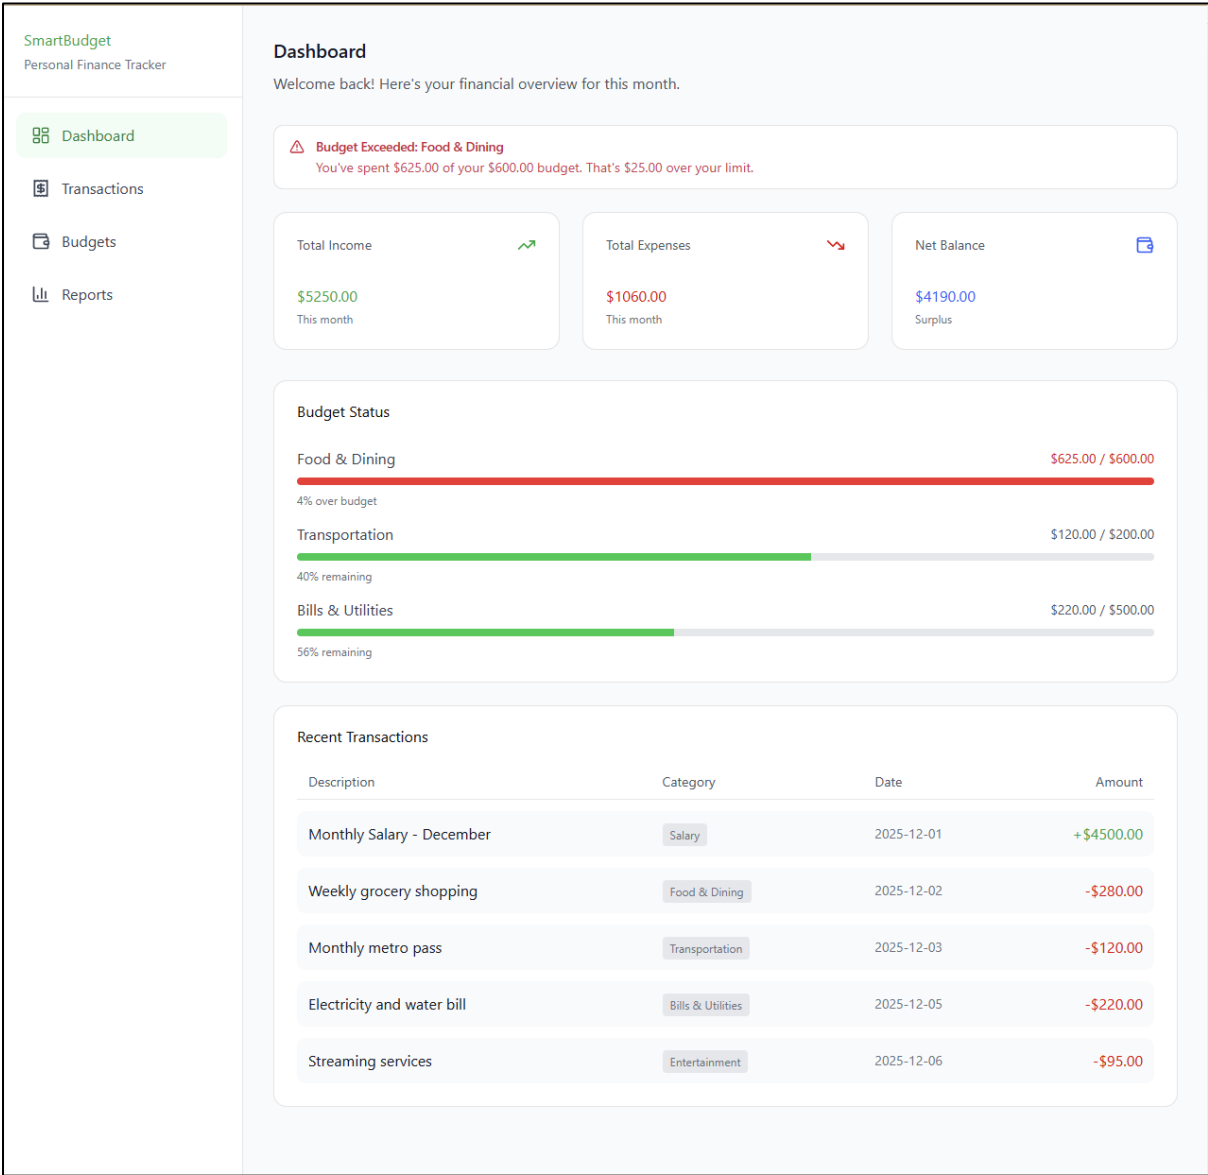 SmartBudget
Personal Finance Tracker
Dashboard
Transactions
Budgets
Reports
Dashboard
Welcome back! Here's your financial overview for this month.
Budget Exceeded: Food & Dining
You've spent $625.00 of your $600.00 budget. That's $25.00 over your limit.
Total Income
$5250.00
This month
Total Expenses
$1060.00
This month
Net Balance
$4190.00
Surplus
Budget Status
Food & Dining $625.00 / $600.00
4% over budget
Transportation $120.00 / $200.00
40% remaining
Bills & Utilities $220.00 / $500.00
56% remaining
Recent Transactions
Description Category Date Amount
Monthly Salary - December Salary 2025-12-01 +$4500.00
Weekly grocery shopping Food & Dining 2025-12-02 -$280.00
Monthly metro pass Transportation 2025-12-03 -$120.00
Electricity and water bill Bills & Utilities 2025-12-05 -$220.00
Streaming services Entertainment 2025-12-06 -$95.00